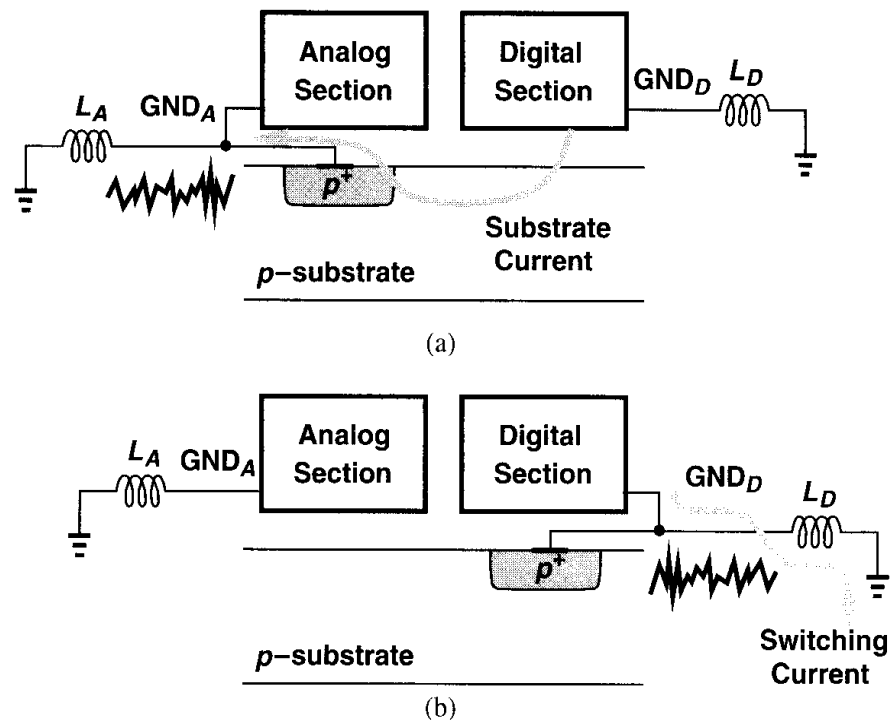 Analog
Section
Digital
Section
L_A
GND_A
GND_D
L_D
p+
p–substrate
Substrate
Current
(a)
Analog
Section
Digital
Section
L_A
GND_A
GND_D
L_D
p+
p–substrate
Switching
Current
(b)